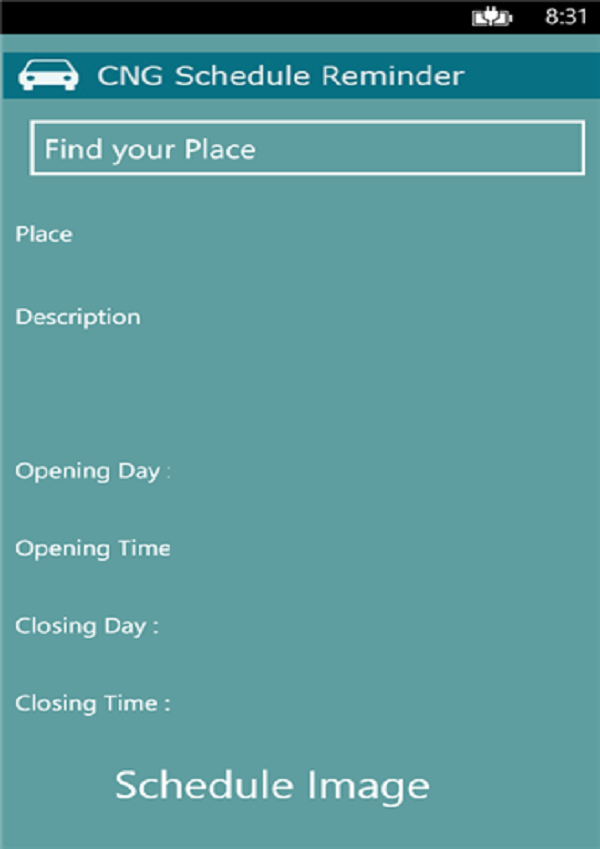 8:31
CNG Schedule Reminder
Find your Place
Place
Description
Opening Day :
Opening Time
Closing Day :
Closing Time :
Schedule Image